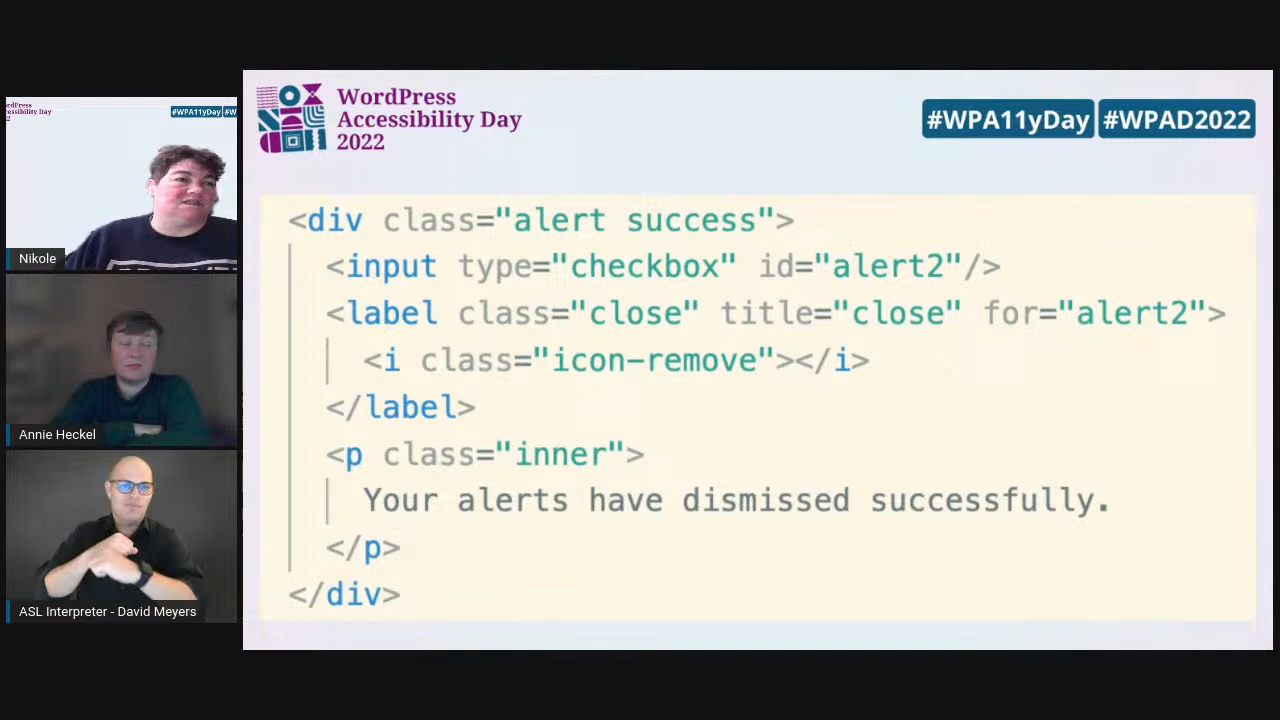 WordPress
Accessibility Day
2022
#WPA11yDay #WPAD2022
<div class="alert success">
<input type="checkbox" id="alert2"/>
<label class="close" title="close" for="alert2">
<i class="icon-remove"></i>
</label>
<p class="inner">
Your alerts have dismissed successfully.
</p>
</div>
#WPA11yDay
Nikole
Annie Heckel
ASL Interpreter - David Meyers